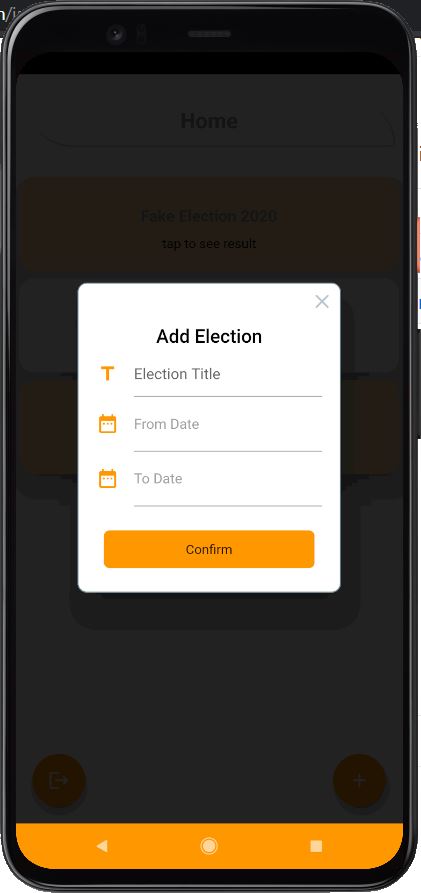 Home
Fake Election 2020
tap to see result
Add Election
Election Title
From Date
To Date
Confirm